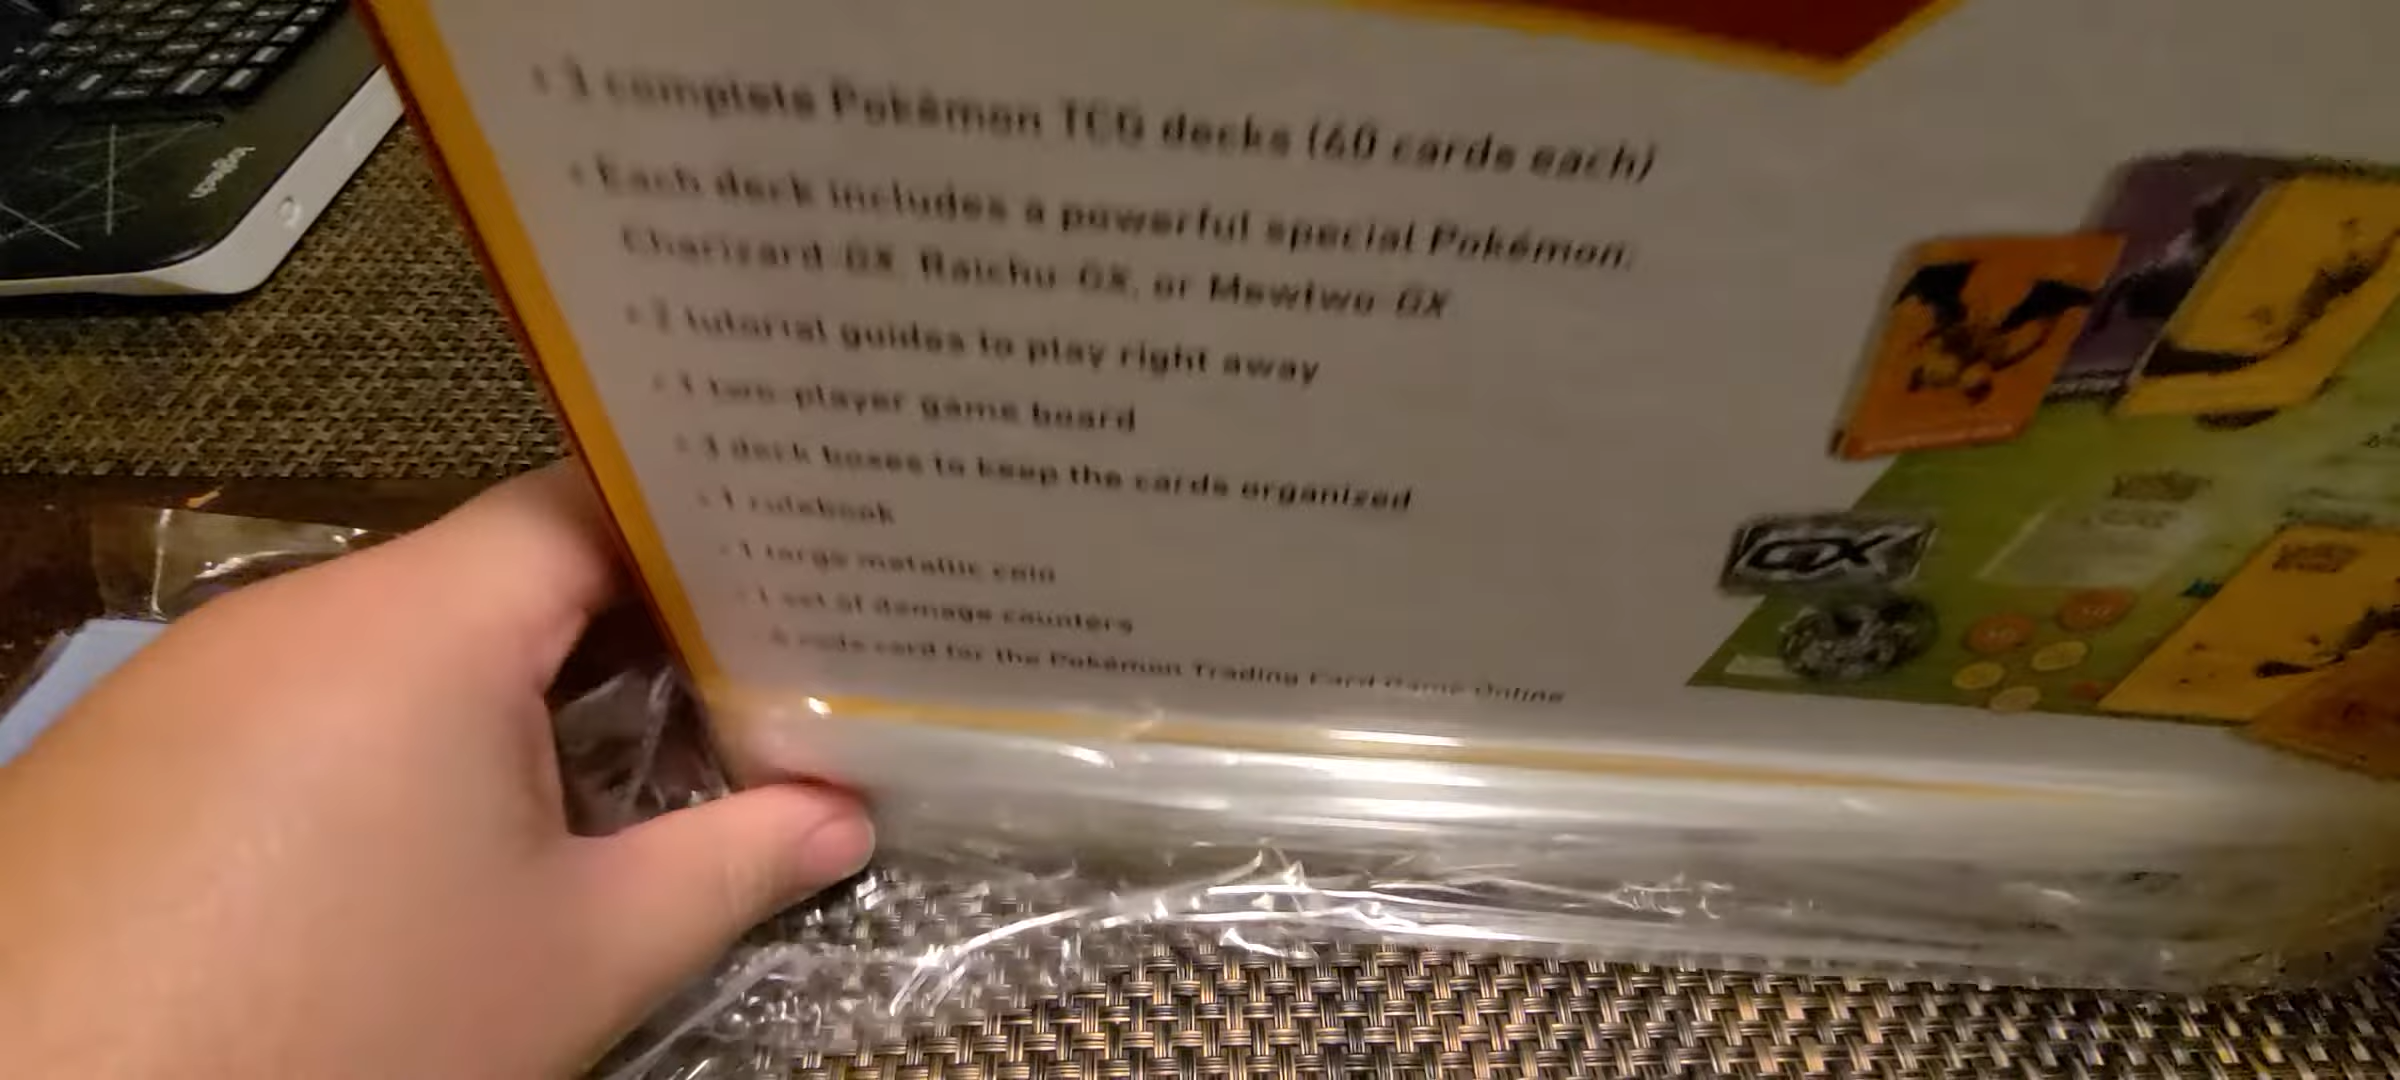 • 3 complete Pokémon TCG decks (60 cards each)
• Each deck includes a powerful special Pokémon:
Charizard-GX, Raichu-GX, or Mewtwo-GX
• 2 tutorial guides to play right away
• 1 two-player game board
• 3 deck boxes to keep the cards organized
• 1 rulebook
• 1 large metallic coin
• 1 set of damage counters
• A code card for the Pokémon Trading Card Game Online
GX
logitech